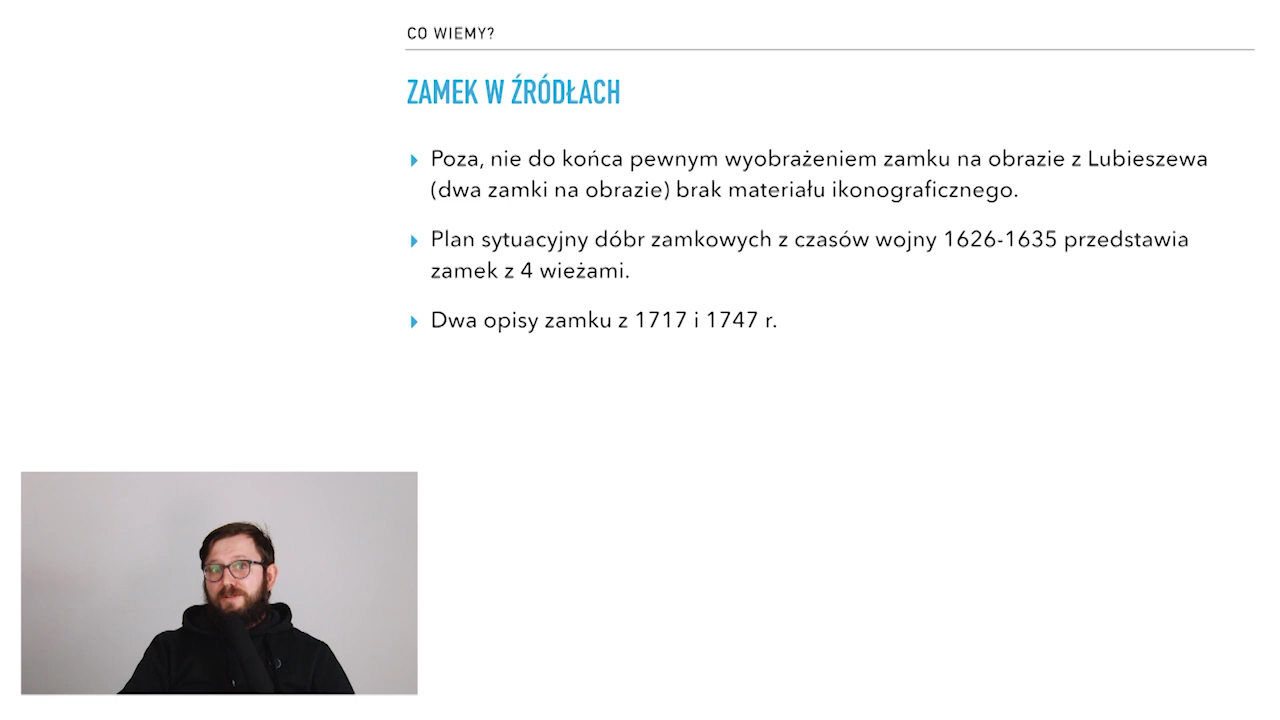 CO WIEMY?
ZAMEK W ŹRÓDŁACH
Poza, nie do końca pewnym wyobrażeniem zamku na obrazie z Lubieszewa
(dwa zamki na obrazie) brak materiału ikonograficznego.
Plan sytuacyjny dóbr zamkowych z czasów wojny 1626-1635 przedstawia
zamek z 4 wieżami.
Dwa opisy zamku z 1717 i 1747 r.